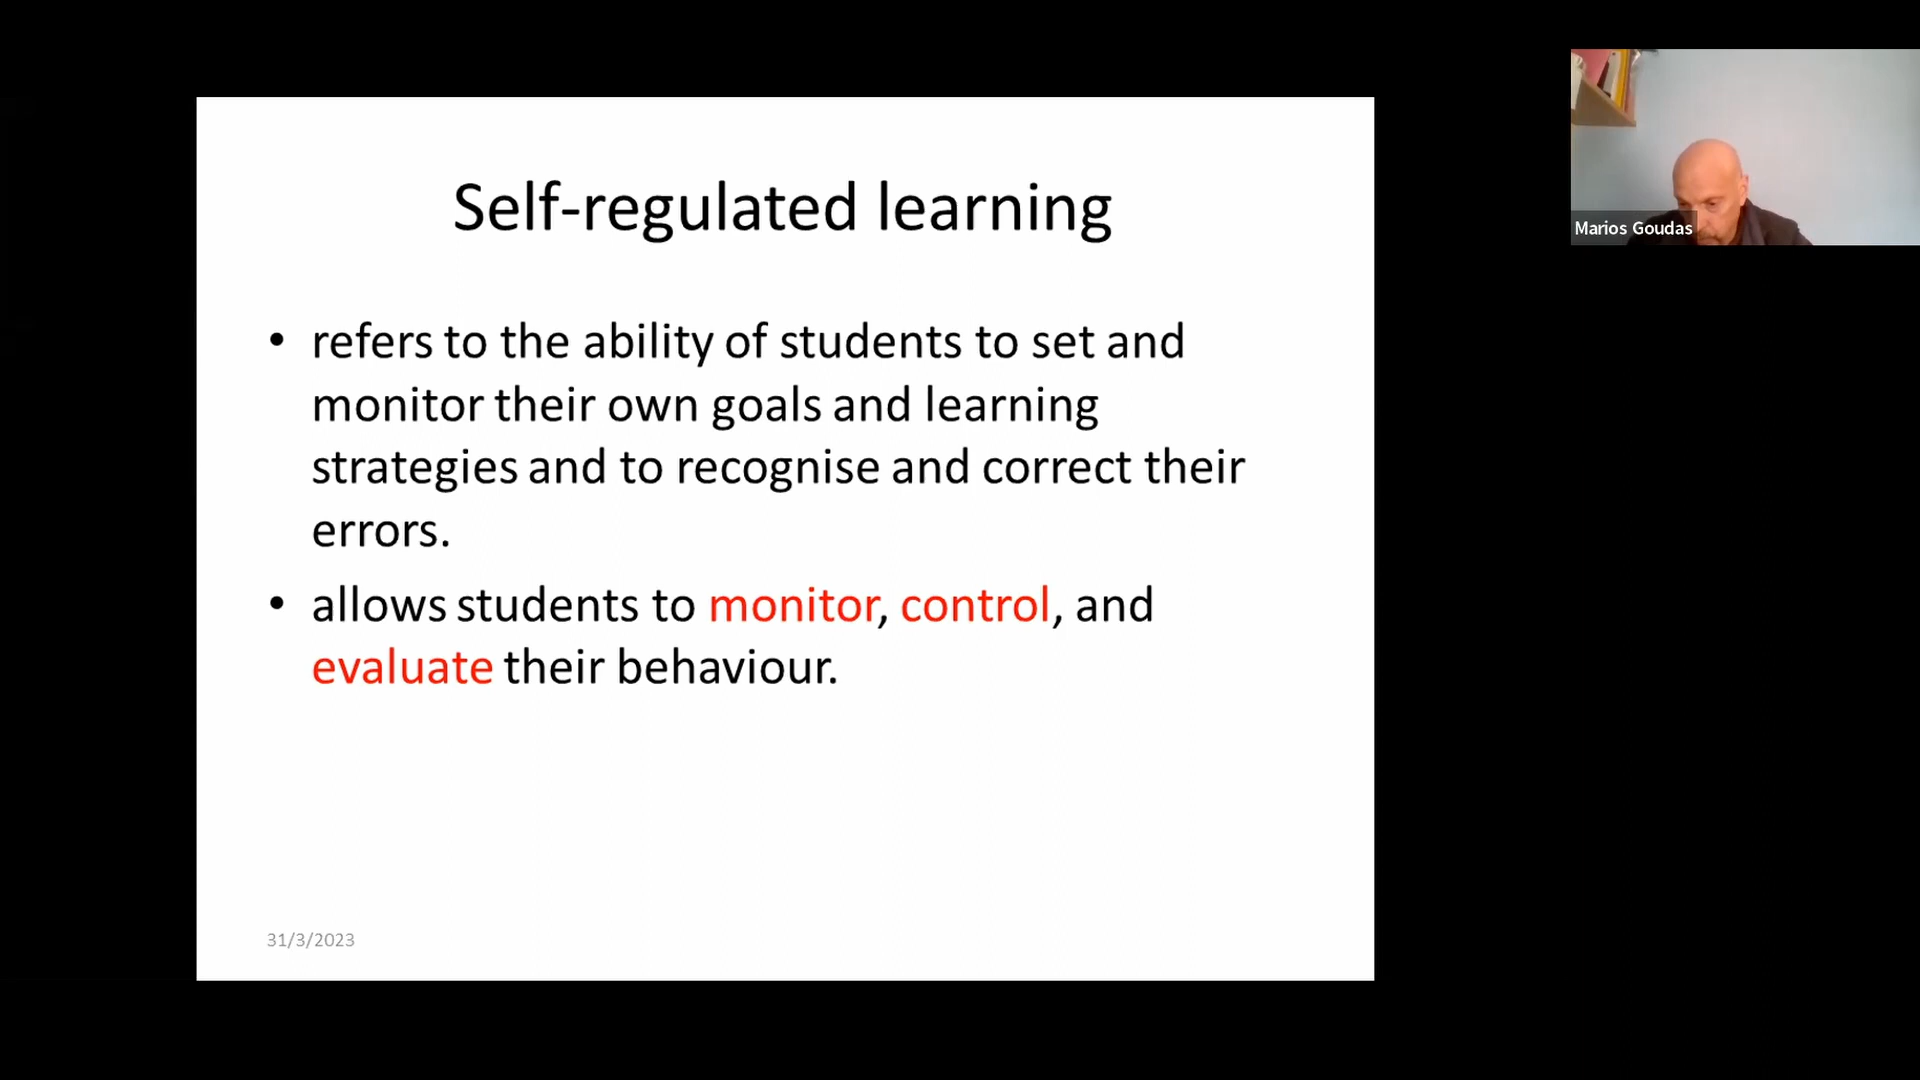 Self-regulated learning
• refers to the ability of students to set and
monitor their own goals and learning
strategies and to recognise and correct their
errors.
• allows students to monitor, control, and
evaluate their behaviour.
31/3/2023
Marios Goudas